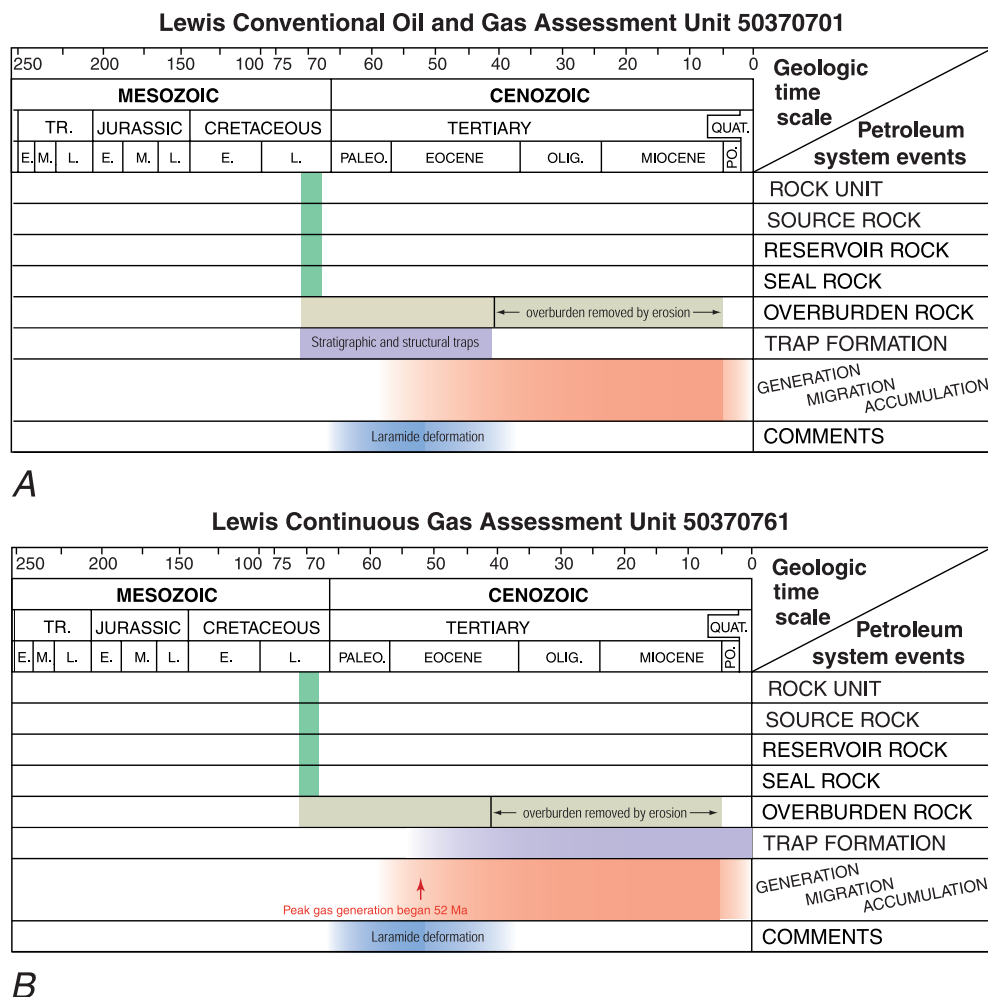 Lewis Conventional Oil and Gas Assessment Unit 50370701
250 200 150 100 75 70 60 50 40 30 20 10 0
Geologic
time
scale
Petroleum
system events
MESOZOIC CENOZOIC
TR. JURASSIC CRETACEOUS TERTIARY QUAT.
E. M. L. E. M. L. E. L. PALEO. EOCENE OLIG. MIOCENE PO.
ROCK UNIT
SOURCE ROCK
RESERVOIR ROCK
SEAL ROCK
overburden removed by erosion OVERBURDEN ROCK
Stratigraphic and structural traps TRAP FORMATION
GENERATION
MIGRATION
ACCUMULATION
Laramide deformation COMMENTS
A
Lewis Continuous Gas Assessment Unit 50370761
250 200 150 100 75 70 60 50 40 30 20 10 0
Geologic
time
scale
Petroleum
system events
MESOZOIC CENOZOIC
TR. JURASSIC CRETACEOUS TERTIARY QUAT.
E. M. L. E. M. L. E. L. PALEO. EOCENE OLIG. MIOCENE PO.
ROCK UNIT
SOURCE ROCK
RESERVOIR ROCK
SEAL ROCK
overburden removed by erosion OVERBURDEN ROCK
TRAP FORMATION
GENERATION
MIGRATION
ACCUMULATION
Peak gas generation began 52 Ma
Laramide deformation COMMENTS
B